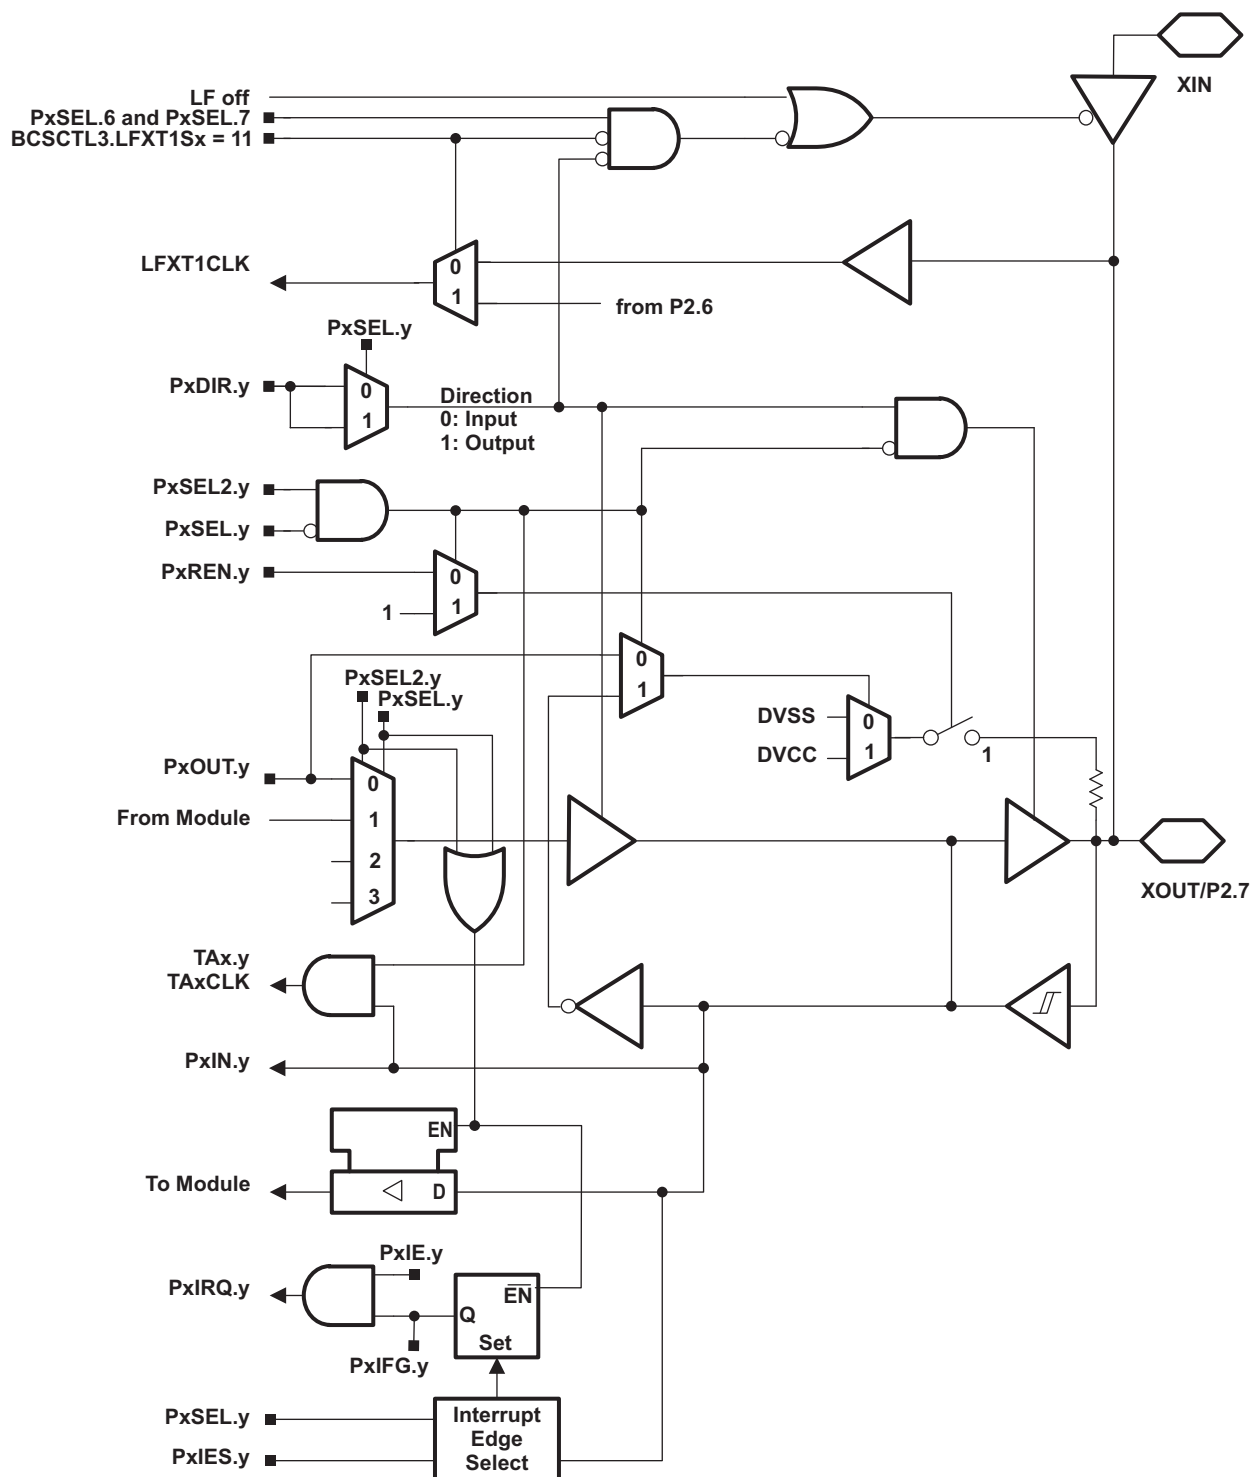 XIN
LF off
PxSEL.6 and PxSEL.7
BCSCTL3.LFXT1Sx = 11
LFXT1CLK
0
1
from P2.6
PxSEL.y
PxDIR.y
0
1
Direction
0: Input
1: Output
PxSEL2.y
PxSEL.y
PxREN.y
0
1
1
0
1
PxSEL2.y
PxSEL.y
DVSS
DVCC
0
1
1
PxOUT.y
From Module
0
1
2
3
XOUT/P2.7
TAx.y
TAxCLK
PxIN.y
EN
To Module
D
PxIE.y
PxIRQ.y
EN
Q
Set
PxIFG.y
PxSEL.y
PxIES.y
Interrupt
Edge
Select